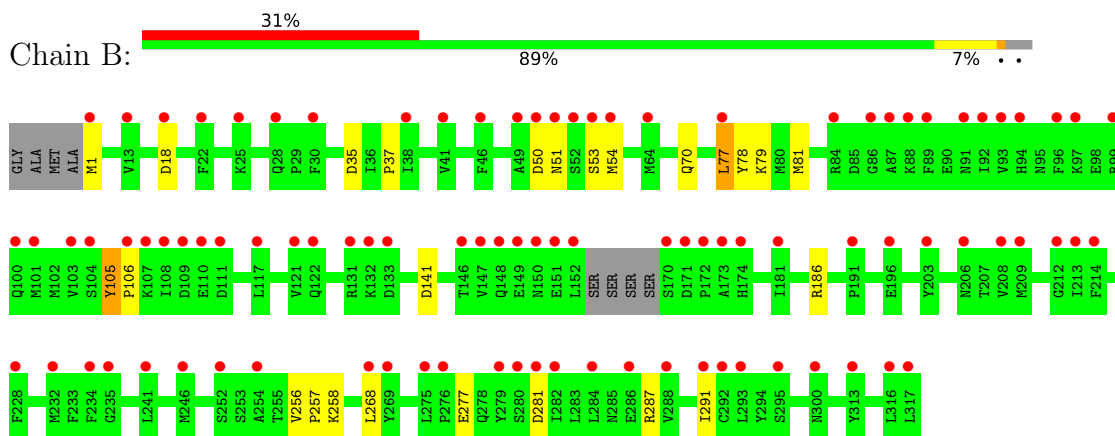 31%
Chain B:
89% 7% • •
GLY ALA MET ALA M1 V13 D18 F22 K25 Q28 P29 F30 D35 I36 P37 I38 V41 F46 A49 D50 N51 S52 S53 M54 M64 Q70 L77 Y78 K79 M80 M81 R84 D85 G86 A87 K88 F89 E90 N91 I92 V93 H94 N95 F96 K97 E98 R99
Q100 M101 M102 V103 S104 Y105 P106 K107 I108 D109 E110 D111 L117 V121 Q122 R131 K132 D133 D141 T146 V147 Q148 E149 N150 E151 L152 SER SER SER SER S170 D171 P172 A173 H174 I181 R186 P191 E196 Y203 N206 T207 V208 M209 G212 I213 F214
F228 M232 F233 F234 G235 L241 M246 S252 S253 A254 T255 V256 P257 K258 L268 Y269 L275 P276 E277 Q278 Y279 S280 D281 I282 L283 L284 N285 E286 R287 V288 I291 C292 L293 Y294 S295 N300 Y313 L316 L317